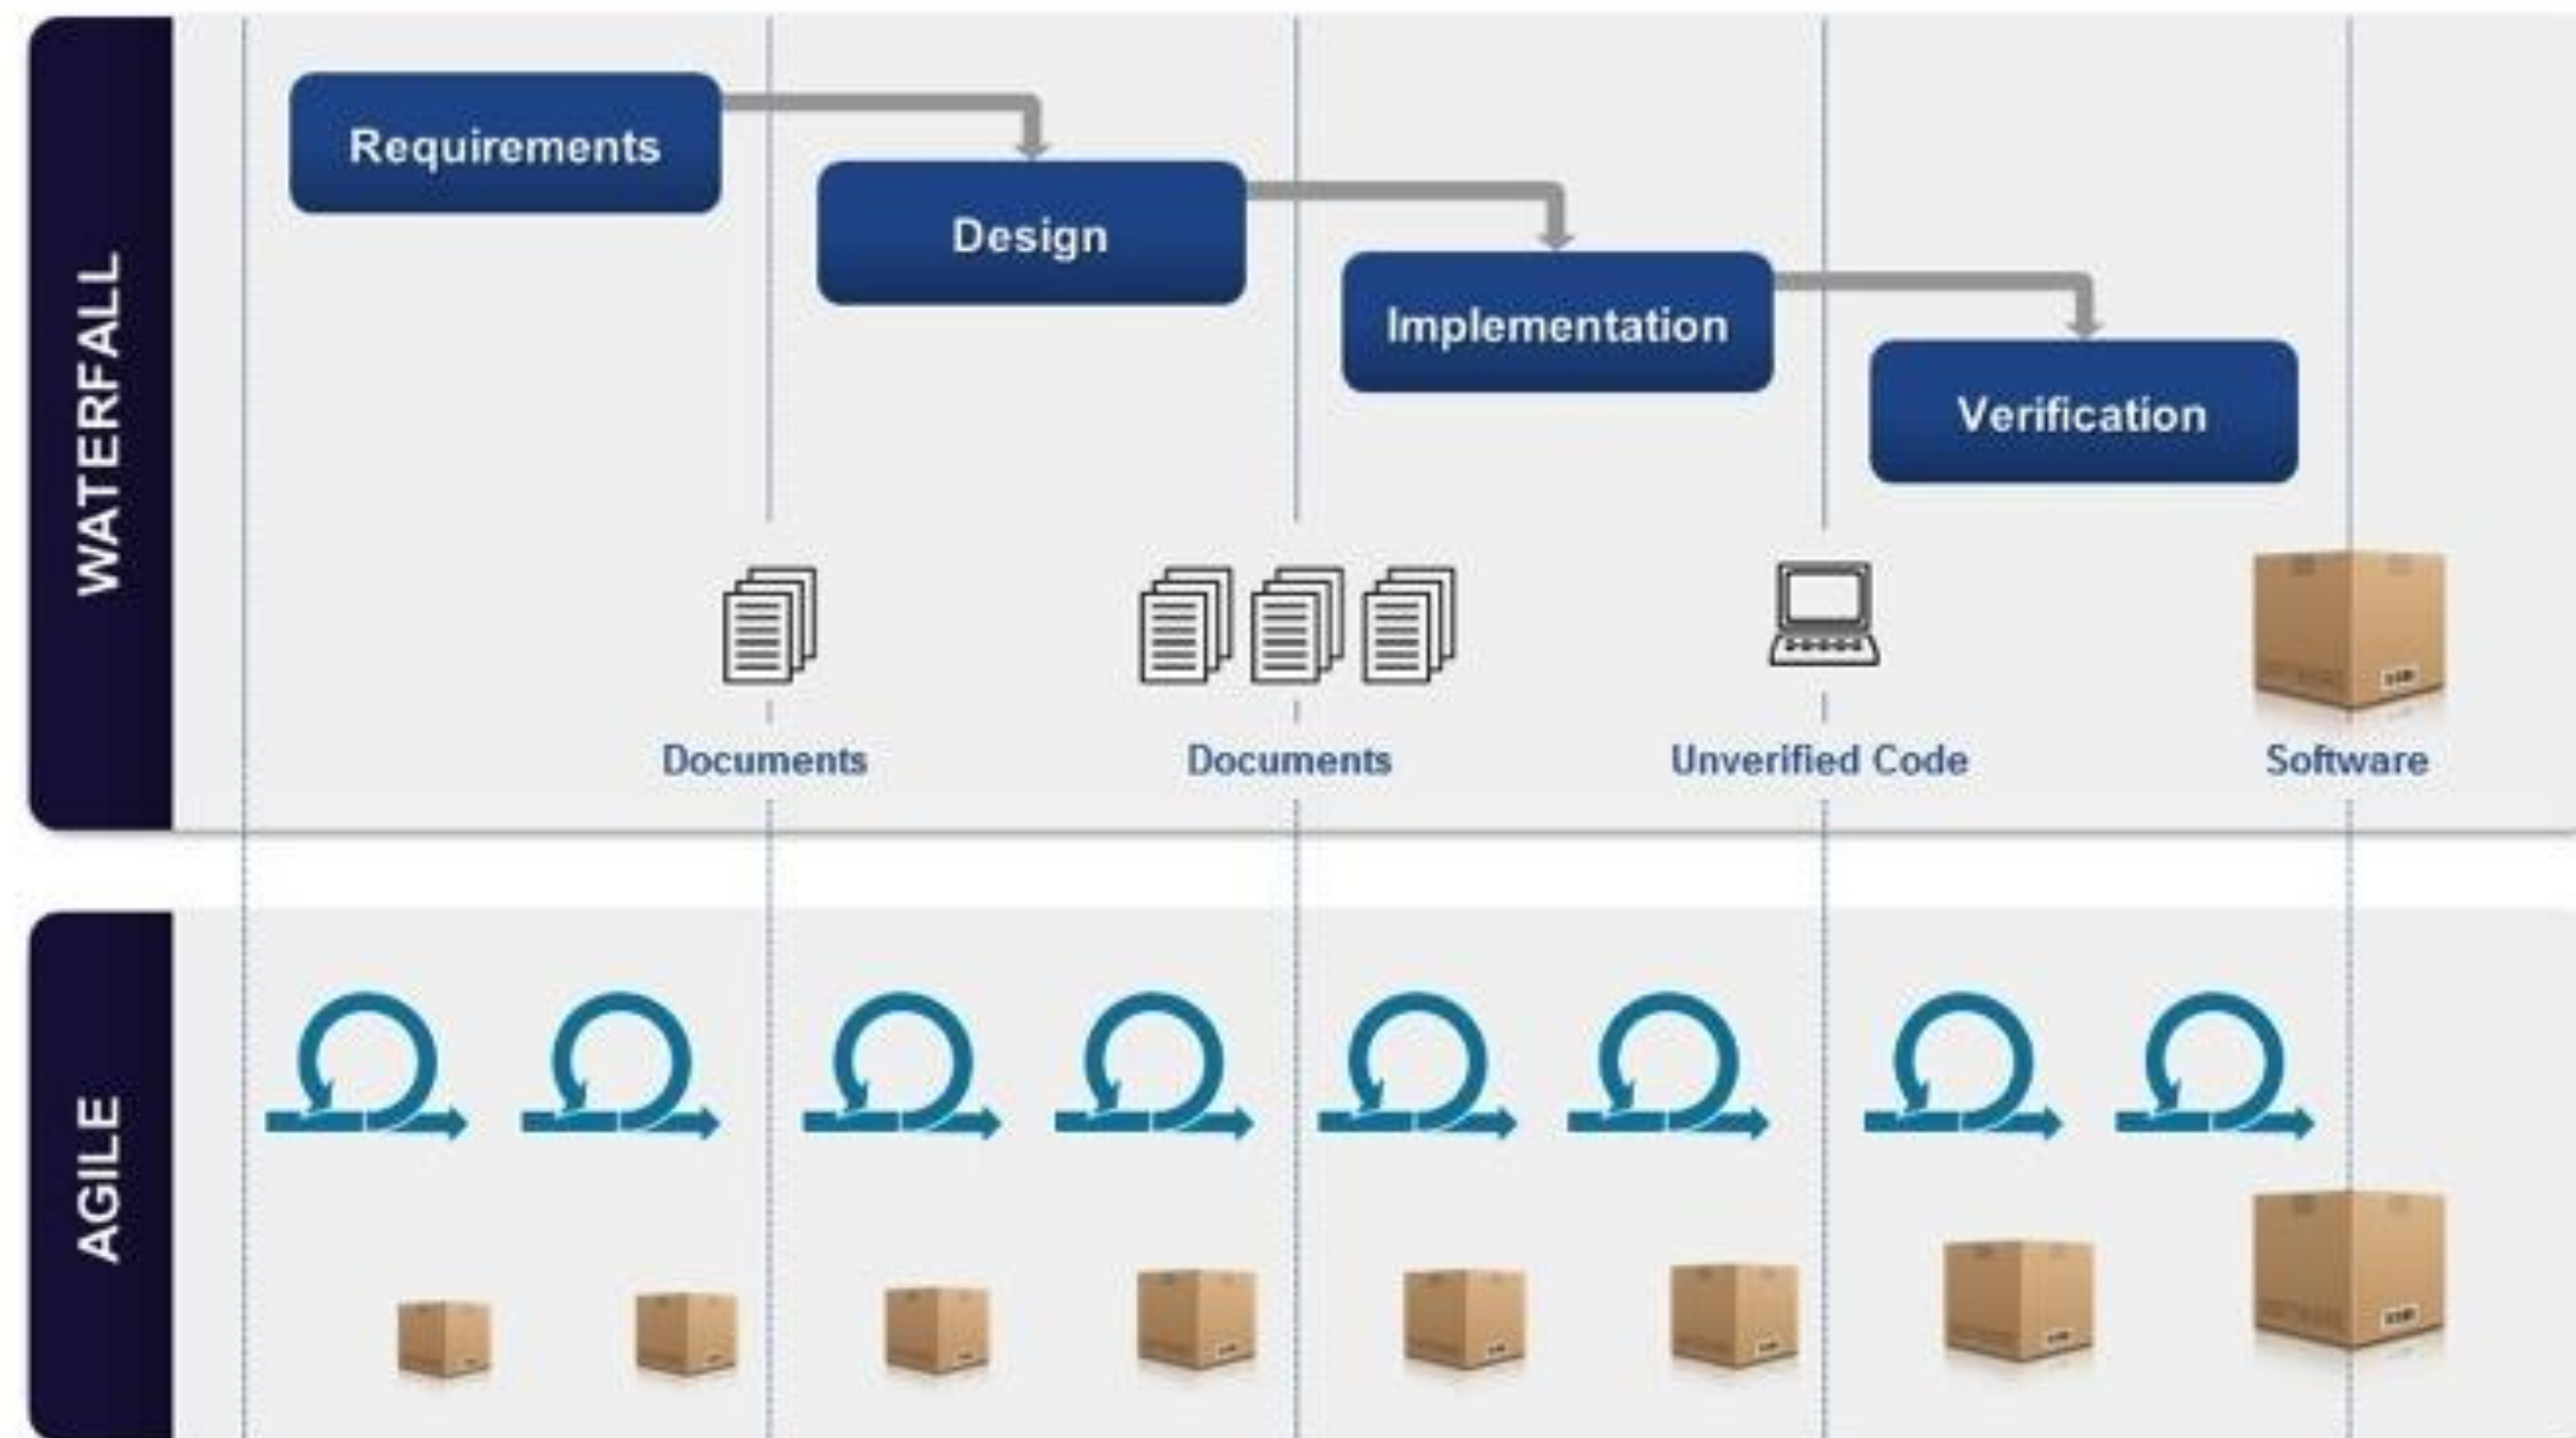 WATERFALL
Requirements
Design
Implementation
Verification
Documents
Documents
Unverified Code
Software
AGILE